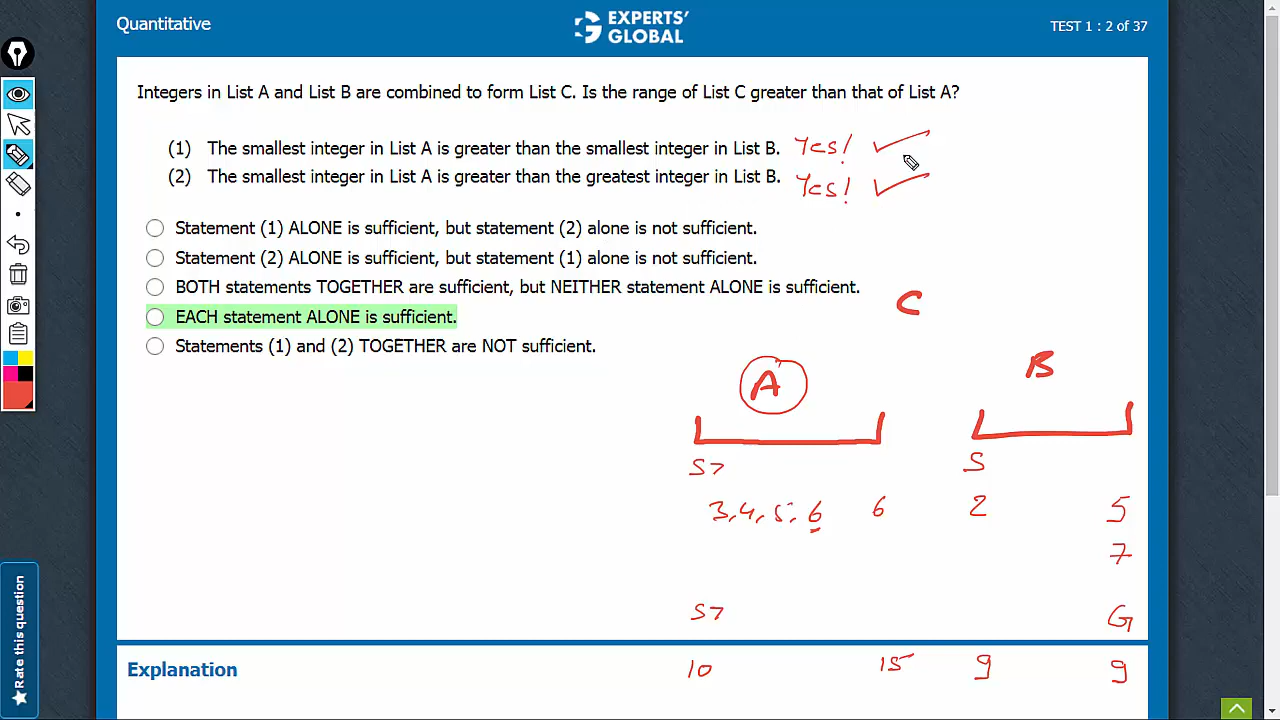 Quantitative
EXPERTS' GLOBAL
TEST 1 : 2 of 37
Integers in List A and List B are combined to form List C. Is the range of List C greater than that of List A?
(1) The smallest integer in List A is greater than the smallest integer in List B. Yes!
(2) The smallest integer in List A is greater than the greatest integer in List B. Yes!
Statement (1) ALONE is sufficient, but statement (2) alone is not sufficient.
Statement (2) ALONE is sufficient, but statement (1) alone is not sufficient.
BOTH statements TOGETHER are sufficient, but NEITHER statement ALONE is sufficient.
C
EACH statement ALONE is sufficient.
Statements (1) and (2) TOGETHER are NOT sufficient.
A B
S> S
3, 4, 5, 6 6 2 5
7
S> G
Rate this question
Explanation
10 15 9 9